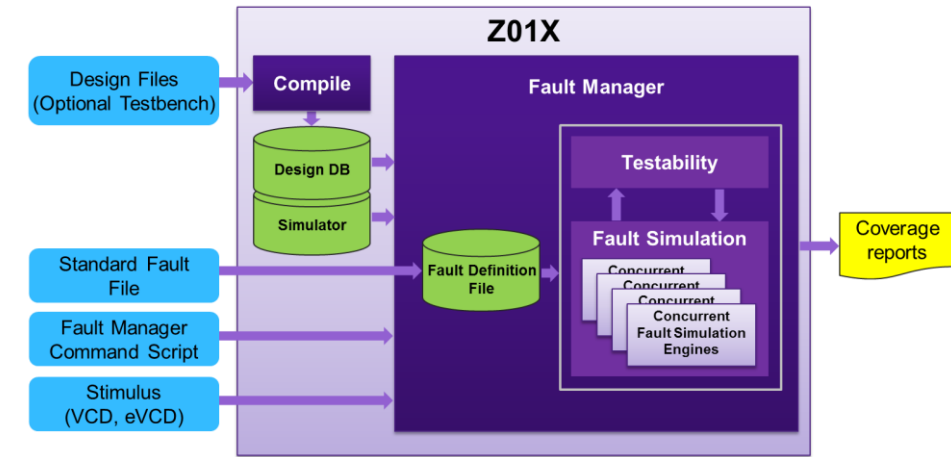 Z01X
Design Files
(Optional Testbench)
Compile
Fault Manager
Design DB
Simulator
Testability
Standard Fault
File
Fault Definition
File
Fault Simulation
Concurrent
Concurrent
Concurrent
Concurrent
Fault Simulation
Engines
Coverage
reports
Fault Manager
Command Script
Stimulus
(VCD, eVCD)